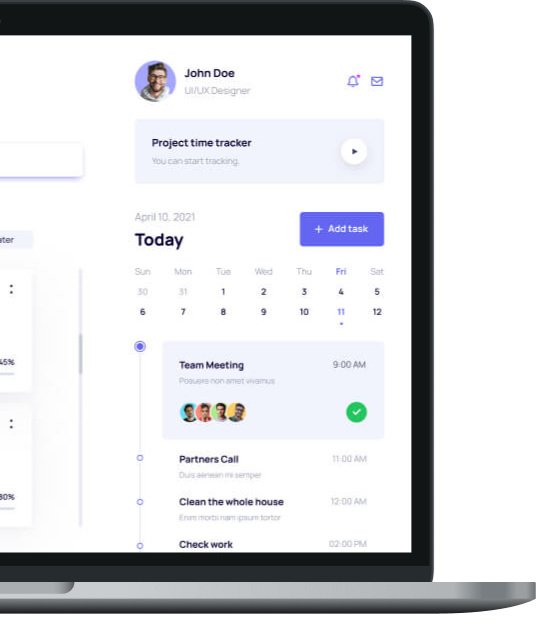 John Doe
UI/UX Designer
Project time tracker
You can start tracking
April 10, 2021
Today
+ Add task
Sun Mon Tue Wed Thu Fri Sat
30 31 1 2 3 4 5
6 7 8 9 10 11 12
Team Meeting 9:00 AM
Posuere non amet vivamus
Partners Call 11:00 AM
Duis aenean mi semper
Clean the whole house 12:00 AM
Enim morbi nam ipsum tortor
Check work 02:00 PM
ater
45%
80%